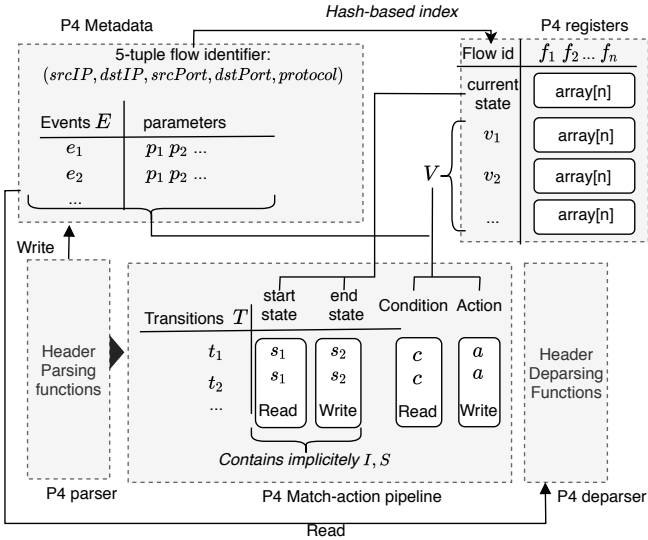 Hash-based index
P4 Metadata
P4 registers
5-tuple flow identifier:
(srcIP, dstIP, srcPort, dstPort, protocol)
Events E parameters
e1 p1 p2 ...
e2 p1 p2 ...
...
Flow id f1 f2 ... fn
current
state
array[n]
v1 array[n]
V
v2 array[n]
... array[n]
Write
Header
Parsing
functions
P4 parser
start
state
end
state
Condition
Action
Transitions T
t1 s1 s2 c a
t2 s1 s2 c a
... Read Write Read Write
Contains implicitely I, S
P4 Match-action pipeline
Header
Deparsing
Functions
P4 deparser
Read